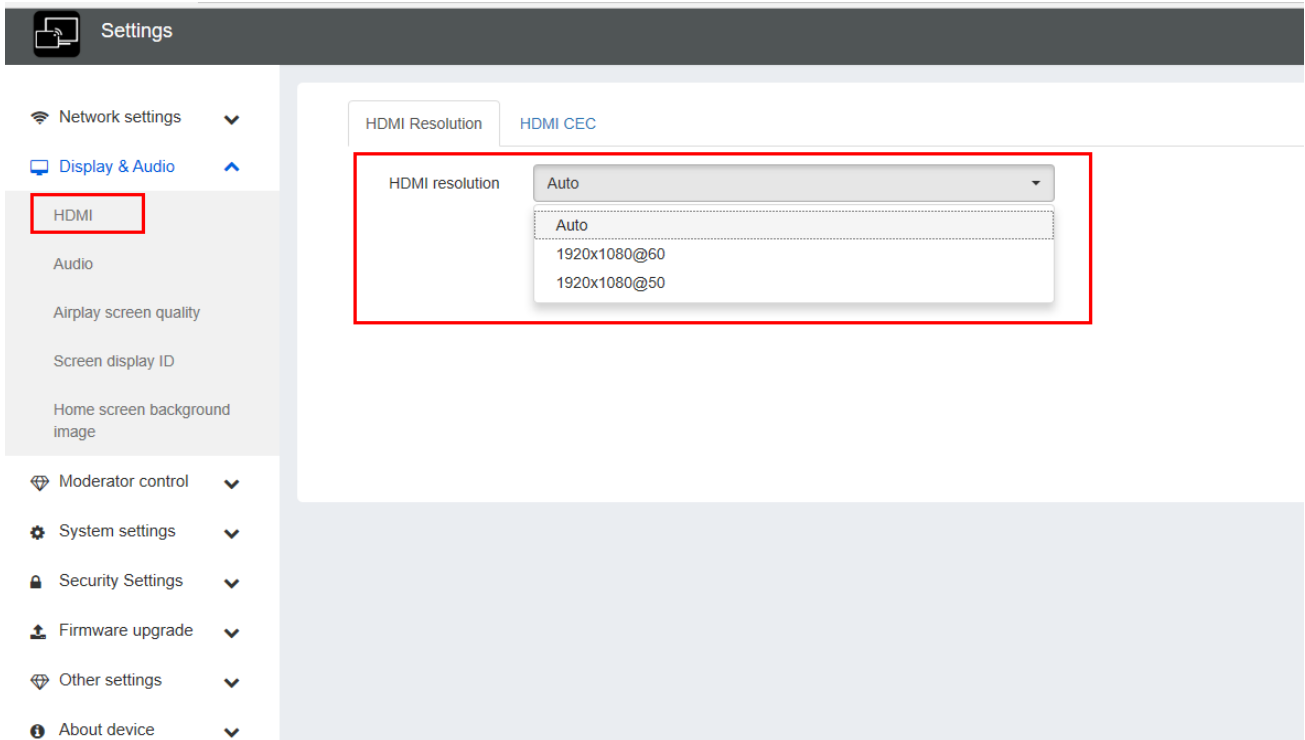 Settings
Network settings
Display & Audio
HDMI
Audio
Airplay screen quality
Screen display ID
Home screen background
image
Moderator control
System settings
Security Settings
Firmware upgrade
Other settings
About device
HDMI Resolution
HDMI CEC
HDMI resolution
Auto
Auto
1920x1080@60
1920x1080@50